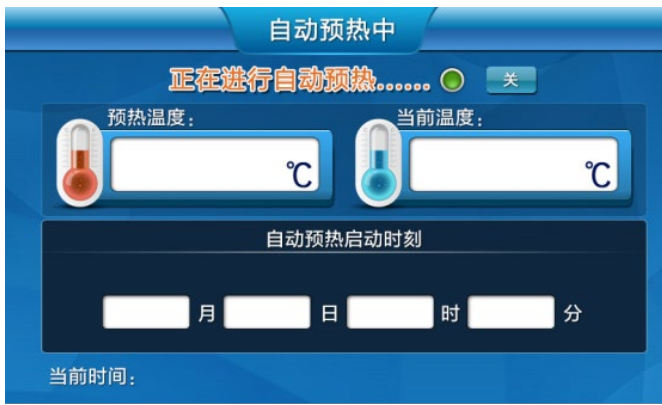 自动预热中
正在进行自动预热...... 关
预热温度： 当前温度：
℃ ℃
自动预热启动时刻
月 日 时 分
当前时间：